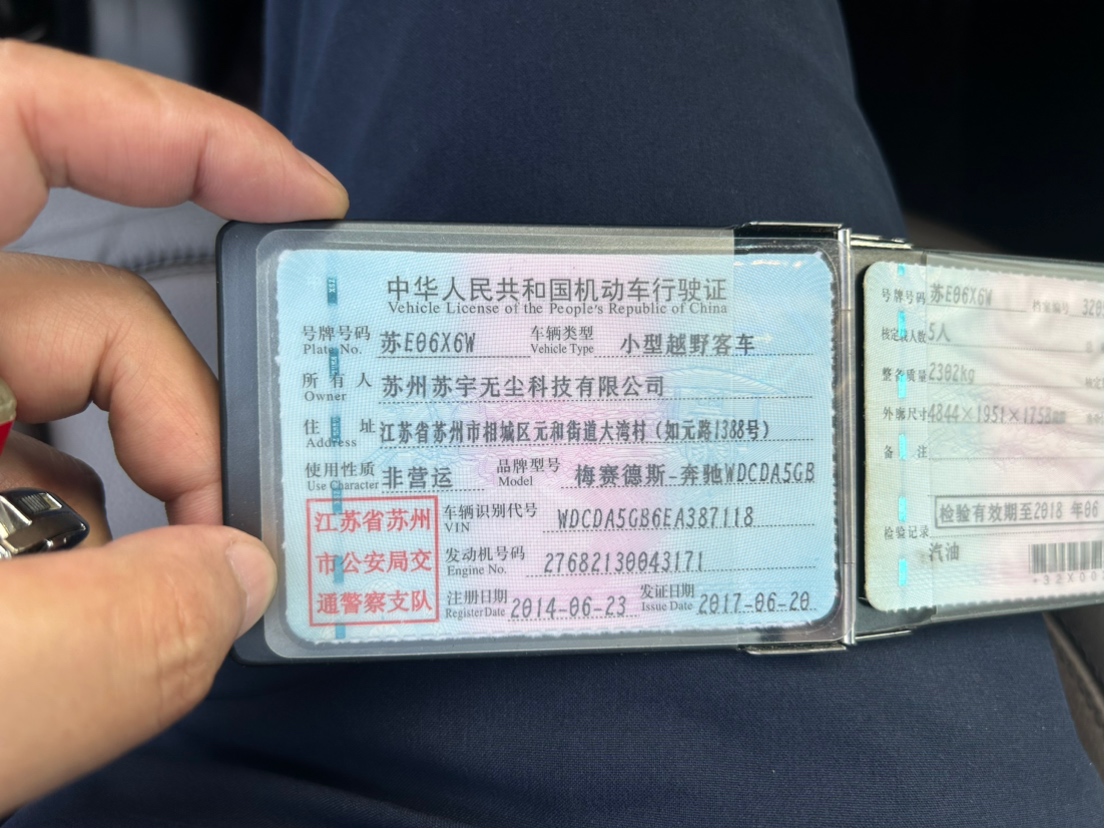 中华人民共和国机动车行驶证
Vehicle License of the People's Republic of China
号牌号码 苏E06X6W 车辆类型 小型越野客车
Plate No. Vehicle Type
所有人 苏州苏宇无尘科技有限公司
Owner
住址 江苏省苏州市相城区元和街道大湾村（如元路1388号）
Address
使用性质 非营运 品牌型号 梅赛德斯-奔驰WDCDA5GB
Use Character Model
江苏省苏州
市公安局交
通警察支队
车辆识别代号 WDCDA5GB6EA387118
VIN
发动机号码 27682130043171
Engine No.
注册日期 2014-06-23 发证日期 2017-06-20
Register Date Issue Date
号牌号码 苏E06X6W 档案编号 320
核定载人数 5人
整备质量 2302kg 核定
外廓尺寸 4844×1951×1758
备注
检验有效期至2018 年06
检验记录
汽油